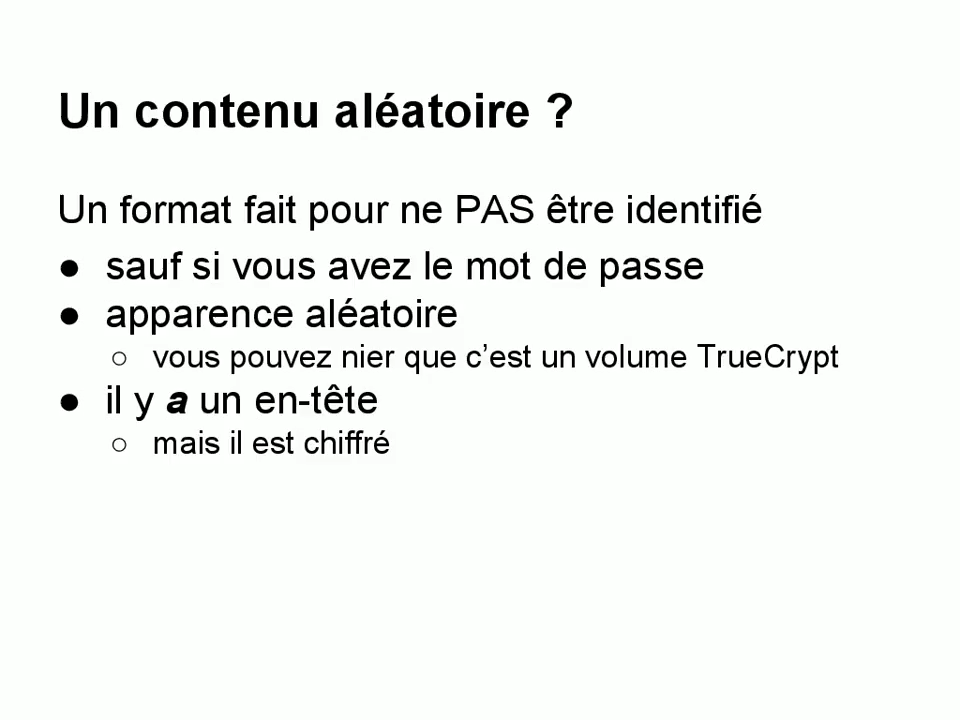 Un contenu aléatoire ?
Un format fait pour ne PAS être identifié
● sauf si vous avez le mot de passe
● apparence aléatoire
○ vous pouvez nier que c’est un volume TrueCrypt
● il y a un en-tête
○ mais il est chiffré